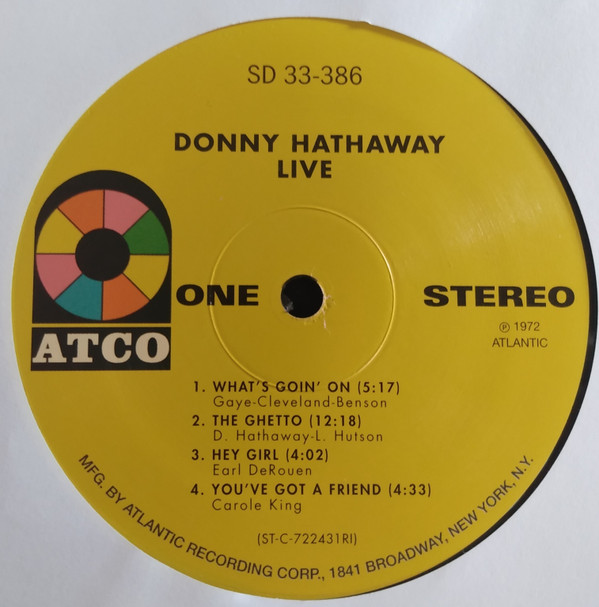 SD 33-386
DONNY HATHAWAY
LIVE
ATCO
ONE
STEREO
℗ 1972
ATLANTIC
1. WHAT'S GOIN' ON (5:17)
Gaye-Cleveland-Benson
2. THE GHETTO (12:18)
D. Hathaway-L. Hutson
3. HEY GIRL (4:02)
Earl DeRouen
4. YOU'VE GOT A FRIEND (4:33)
Carole King
(ST-C-722431RI)
MFG. BY ATLANTIC RECORDING CORP., 1841 BROADWAY, NEW YORK, N.Y.